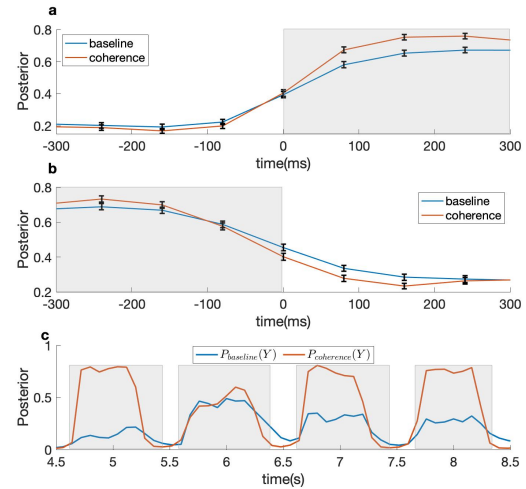 a
baseline
coherence
Posterior
0.8
0.6
0.4
0.2
-300 -200 -100 0 100 200 300
time(ms)
b
baseline
coherence
Posterior
0.8
0.6
0.4
0.2
-300 -200 -100 0 100 200 300
time(ms)
c
P_baseline(Y) P_coherence(Y)
Posterior
1
0.5
0
4.5 5 5.5 6 6.5 7 7.5 8 8.5
time(s)